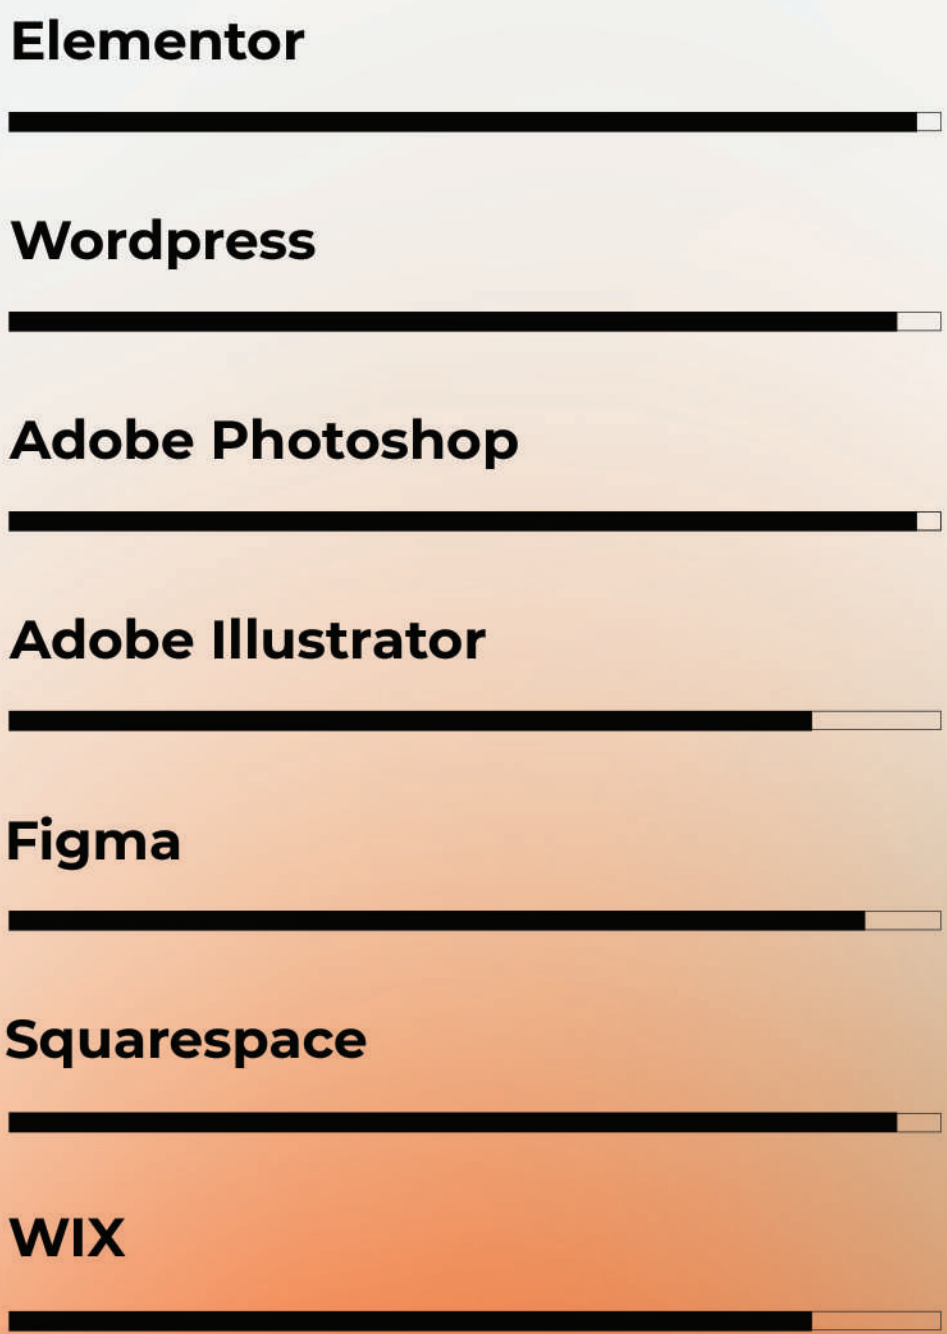 Elementor
Wordpress
Adobe Photoshop
Adobe Illustrator
Figma
Squarespace
WIX